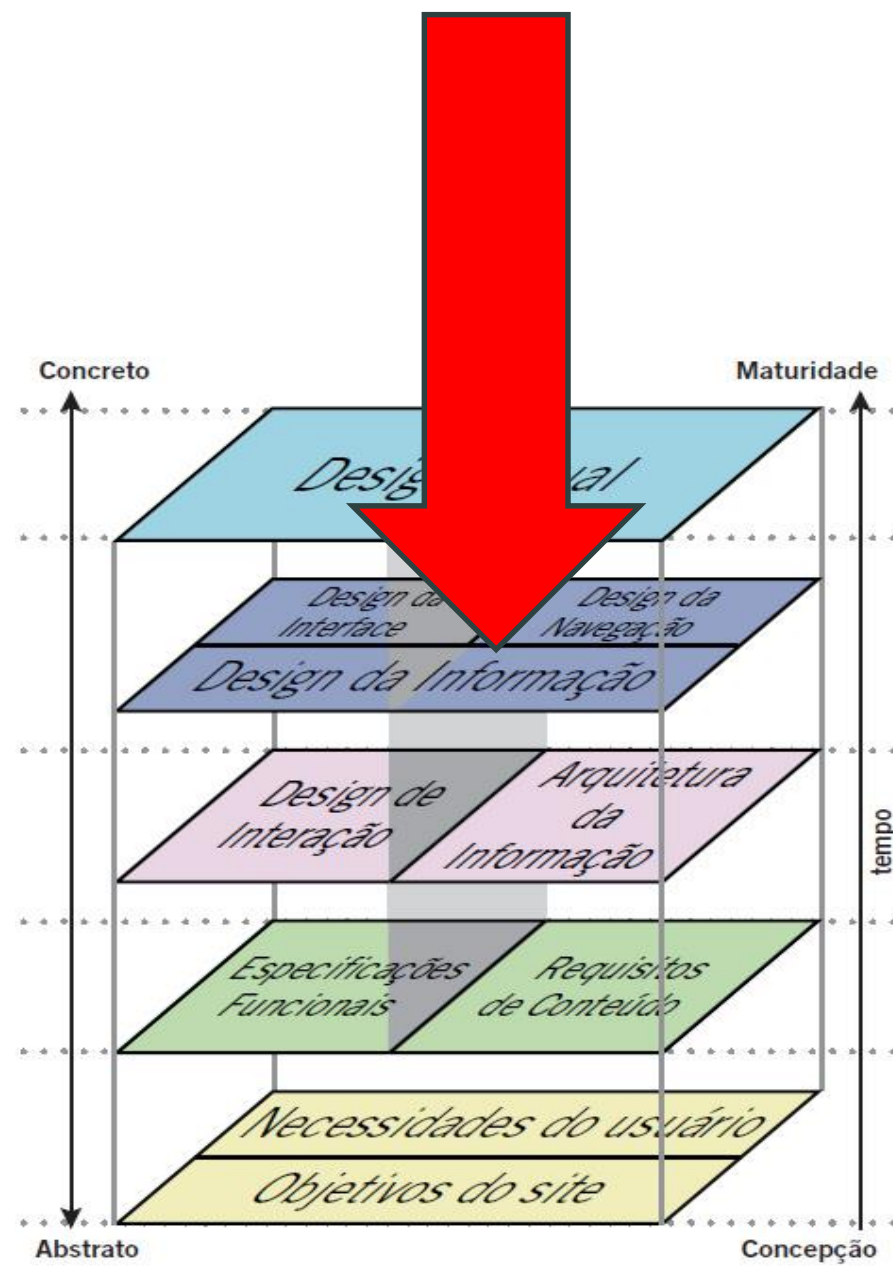 Concreto
Maturidade
Desig ual
Design da
Interface
Design da
Navegação
Design da Informação
Design de
Interação
Arquitetura
da
Informação
tempo
Especificações
Funcionais
Requisitos
de Conteúdo
Necessidades do usuário
Objetivos do site
Abstrato
Concepção